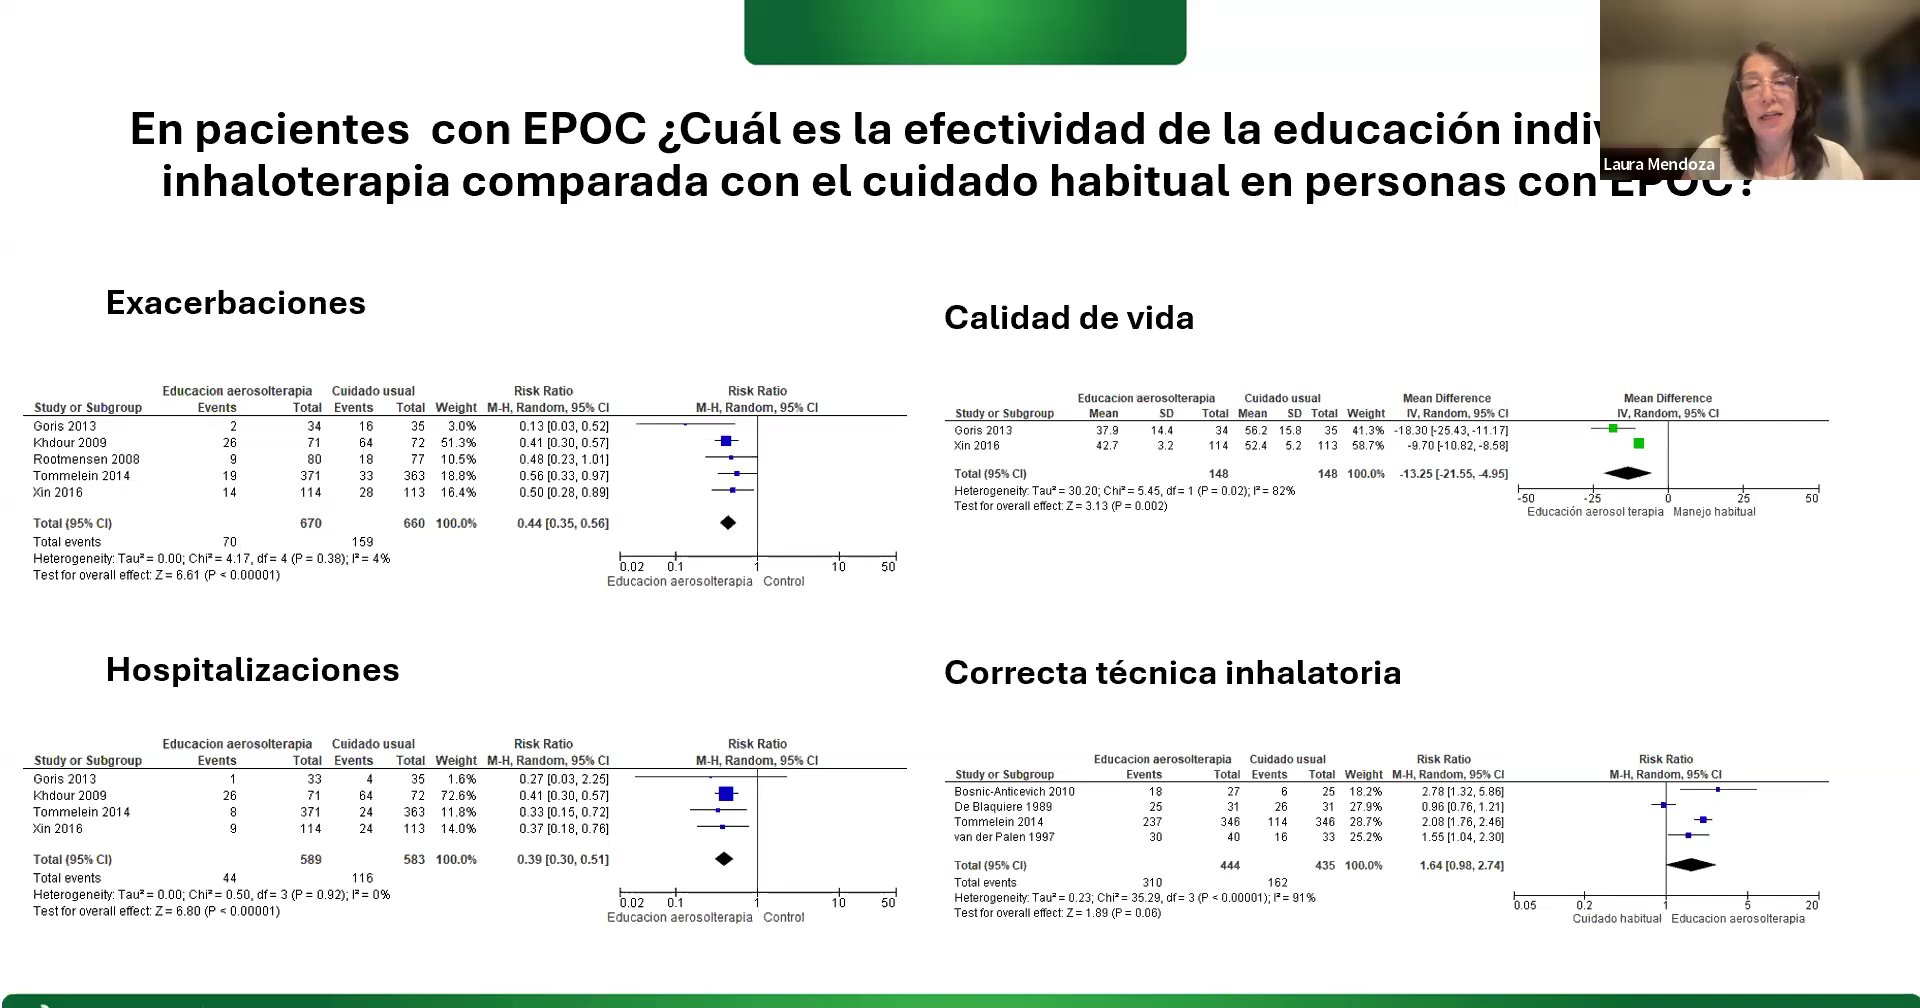 En pacientes con EPOC ¿Cuál es la efectividad de la educación indiv
inhaloterapia comparada con el cuidado habitual en personas con EPOC?
Laura Mendoza
Exacerbaciones
Educacion aerosolterapia Cuidado usual Risk Ratio Risk Ratio
Study or Subgroup Events Total Events Total Weight M-H, Random, 95% CI M-H, Random, 95% CI
Goris 2013 2 34 16 35 3.0% 0.13 [0.03, 0.52]
Khdour 2009 26 71 64 72 51.3% 0.41 [0.30, 0.57]
Rootmensen 2008 9 80 18 77 10.5% 0.48 [0.23, 1.01]
Tommelein 2014 19 371 33 363 18.8% 0.56 [0.33, 0.97]
Xin 2016 14 114 28 113 16.4% 0.50 [0.28, 0.89]
Total (95% CI) 670 660 100.0% 0.44 [0.35, 0.56]
Total events 70 159
Heterogeneity: Tau² = 0.00; Chi² = 4.17, df = 4 (P = 0.38); I² = 4%
Test for overall effect: Z = 6.61 (P < 0.00001)
0.02 0.1 1 10 50
Educacion aerosolterapia Control
Calidad de vida
Educacion aerosolterapia Cuidado usual Mean Difference Mean Difference
Study or Subgroup Mean SD Total Mean SD Total Weight IV, Random, 95% CI IV, Random, 95% CI
Goris 2013 37.9 14.4 34 56.2 15.8 35 41.3% -18.30 [-25.43, -11.17]
Xin 2016 42.7 3.2 114 52.4 5.2 113 58.7% -9.70 [-10.82, -8.58]
Total (95% CI) 148 148 100.0% -13.25 [-21.55, -4.95]
Heterogeneity: Tau² = 30.20; Chi² = 5.45, df = 1 (P = 0.02); I² = 82%
Test for overall effect: Z = 3.13 (P = 0.002)
-50 -25 0 25 50
Educación aerosol terapia Manejo habitual
Hospitalizaciones
Educacion aerosolterapia Cuidado usual Risk Ratio Risk Ratio
Study or Subgroup Events Total Events Total Weight M-H, Random, 95% CI M-H, Random, 95% CI
Goris 2013 1 33 4 35 1.6% 0.27 [0.03, 2.25]
Khdour 2009 26 71 64 72 72.6% 0.41 [0.30, 0.57]
Tommelein 2014 8 371 24 363 11.8% 0.33 [0.15, 0.72]
Xin 2016 9 114 24 113 14.0% 0.37 [0.18, 0.76]
Total (95% CI) 589 583 100.0% 0.39 [0.30, 0.51]
Total events 44 116
Heterogeneity: Tau² = 0.00; Chi² = 0.50, df = 3 (P = 0.92); I² = 0%
Test for overall effect: Z = 6.80 (P < 0.00001)
0.02 0.1 1 10 50
Educacion aerosolterapia Control
Correcta técnica inhalatoria
Educacion aerosolterapia Cuidado usual Risk Ratio Risk Ratio
Study or Subgroup Events Total Events Total Weight M-H, Random, 95% CI M-H, Random, 95% CI
Bosnic-Anticevich 2010 18 27 6 25 18.2% 2.78 [1.32, 5.86]
De Blaquiere 1989 25 31 26 31 27.9% 0.96 [0.76, 1.21]
Tommelein 2014 237 346 114 346 28.7% 2.08 [1.76, 2.46]
van der Palen 1997 30 40 16 33 25.2% 1.55 [1.04, 2.30]
Total (95% CI) 444 435 100.0% 1.64 [0.98, 2.74]
Total events 310 162
Heterogeneity: Tau² = 0.23; Chi² = 35.29, df = 3 (P < 0.00001); I² = 91%
Test for overall effect: Z = 1.89 (P = 0.06)
0.05 0.2 1 5 20
Cuidado habitual Educacion aerosolterapia